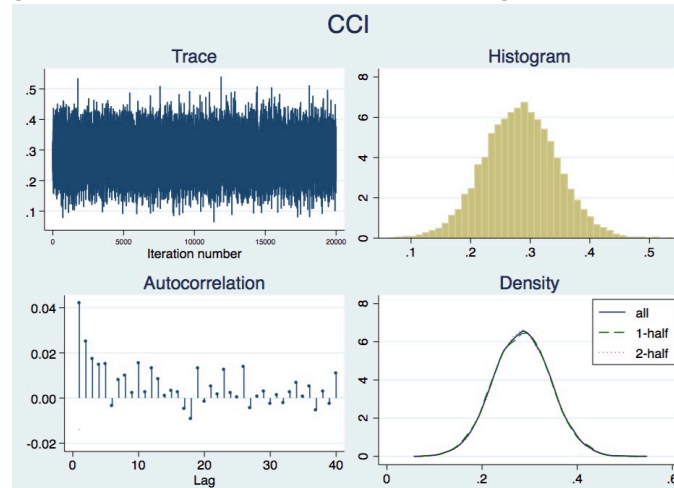 CCI
Trace
.5
.4
.3
.2
.1
0 5000 10000 15000 20000
Iteration number
Histogram
8
6
4
2
0
.1 .2 .3 .4 .5
Autocorrelation
0.04
0.02
0.00
-0.02
0 10 20 30 40
Lag
Density
8
6
4
2
0
0 .2 .4 .6
all
1-half
2-half